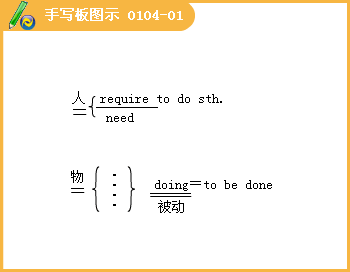 手写板图示 0104-01
人 { require to do sth.
need
物 { } doing = to be done
被动